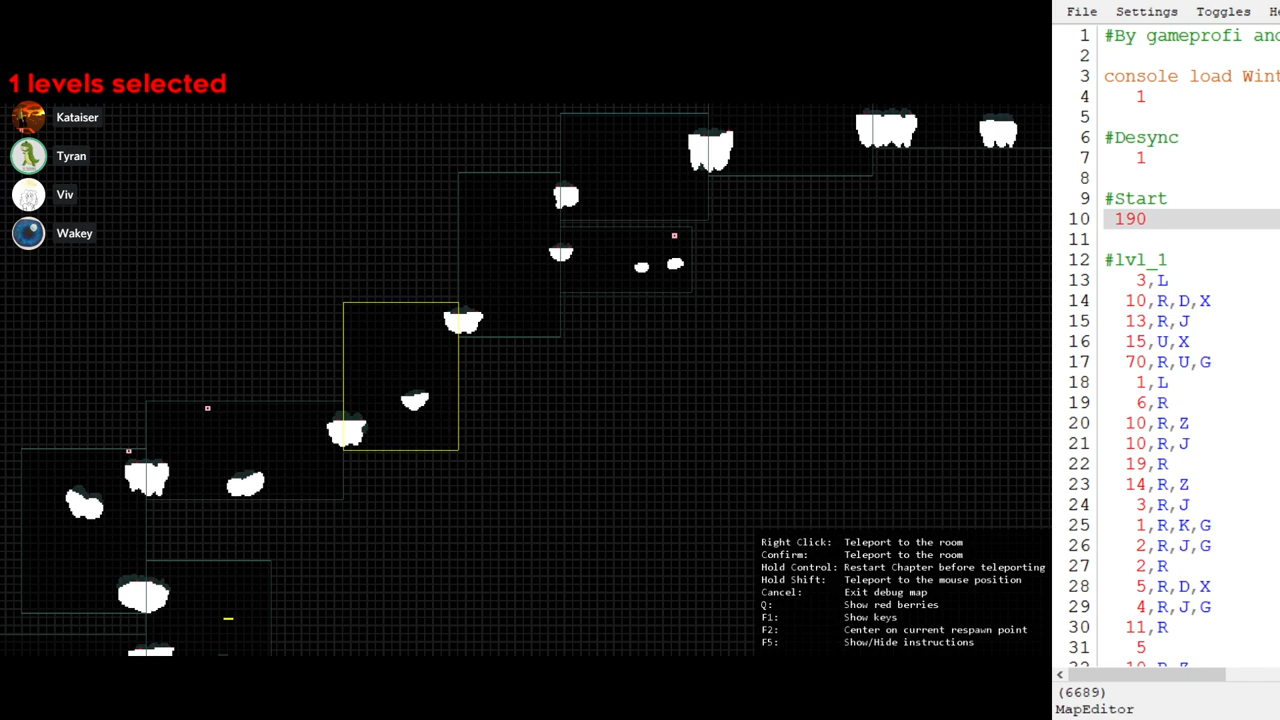 1 levels selected
Kataiser
Tyran
Viv
Wakey
Right Click: Teleport to the room
Confirm: Teleport to the room
Hold Control: Restart Chapter before teleporting
Hold Shift: Teleport to the mouse position
Cancel: Exit debug map
Q: Show red berries
F1: Show keys
F2: Center on current respawn point
F5: Show/Hide instructions
File Settings Toggles He
1 #By gameprofi and
2
3 console load Wint
4 1
5
6 #Desync
7 1
8
9 #Start
10 190
11
12 #lvl_1
13 3,L
14 10,R,D,X
15 13,R,J
16 15,U,X
17 70,R,U,G
18 1,L
19 6,R
20 10,R,Z
21 10,R,J
22 19,R
23 14,R,Z
24 3,R,J
25 1,R,K,G
26 2,R,J,G
27 2,R
28 5,R,D,X
29 4,R,J,G
30 11,R
31 5
(6689)
MapEditor